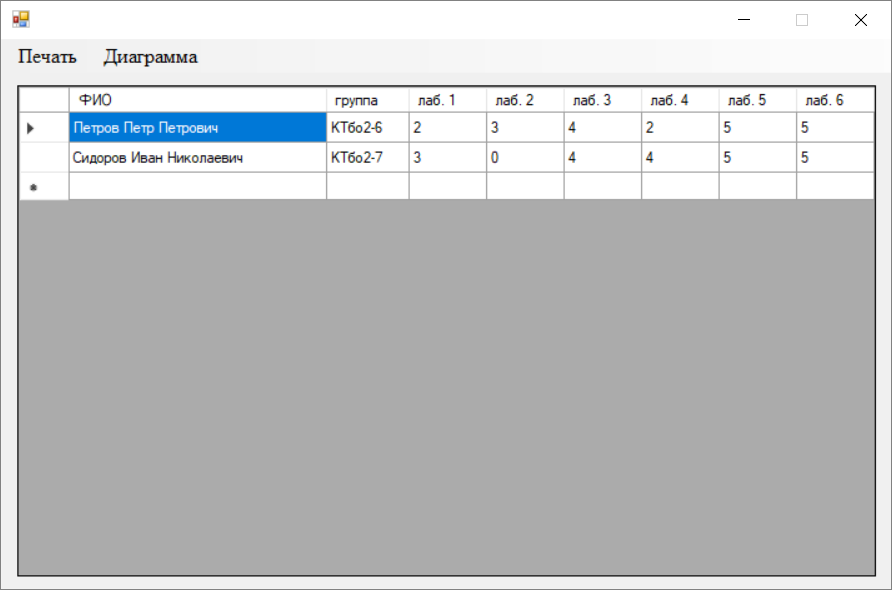 Печать Диаграмма
ФИО группа лаб. 1 лаб. 2 лаб. 3 лаб. 4 лаб. 5 лаб. 6
Петров Петр Петрович КТбо2-6 2 3 4 2 5 5
Сидоров Иван Николаевич КТбо2-7 3 0 4 4 5 5